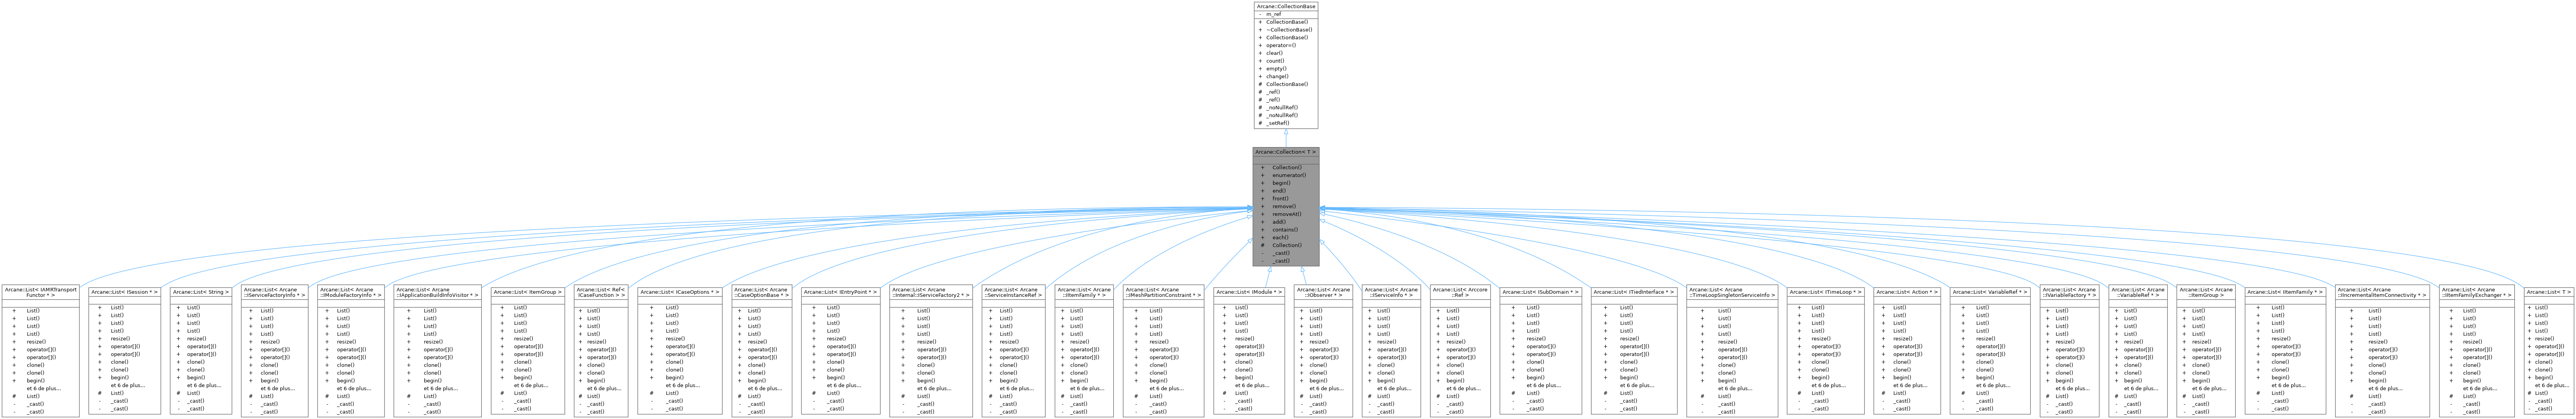 Arcane::CollectionBase
- m_ref
+ CollectionBase()
+ ~CollectionBase()
+ CollectionBase()
+ operator=()
+ clear()
+ count()
+ empty()
+ change()
# CollectionBase()
# _ref()
# _ref()
# _noNullRef()
# _noNullRef()
# _setRef()
Arcane::Collection< T >
+ Collection()
+ enumerator()
+ begin()
+ end()
+ front()
+ remove()
+ removeAt()
+ add()
+ contains()
+ each()
# Collection()
- _cast()
- _cast()
Arcane::List< IAMRTransport
Functor * >
+ List()
+ List()
+ List()
+ List()
+ resize()
+ operator[]()
+ operator[]()
+ clone()
+ clone()
+ begin()
et 6 de plus...
# List()
- _cast()
- _cast()
Arcane::List< ISession * >
+ List()
+ List()
+ List()
+ List()
+ resize()
+ operator[]()
+ operator[]()
+ clone()
+ clone()
+ begin()
et 6 de plus...
# List()
- _cast()
- _cast()
Arcane::List< String >
+ List()
+ List()
+ List()
+ List()
+ resize()
+ operator[]()
+ operator[]()
+ clone()
+ clone()
+ begin()
et 6 de plus...
# List()
- _cast()
- _cast()
Arcane::List< Arcane
::IServiceFactoryInfo * >
+ List()
+ List()
+ List()
+ List()
+ resize()
+ operator[]()
+ operator[]()
+ clone()
+ clone()
+ begin()
et 6 de plus...
# List()
- _cast()
- _cast()
Arcane::List< Arcane
::IModuleFactoryInfo * >
+ List()
+ List()
+ List()
+ List()
+ resize()
+ operator[]()
+ operator[]()
+ clone()
+ clone()
+ begin()
et 6 de plus...
# List()
- _cast()
- _cast()
Arcane::List< Arcane
::IApplicationBuildInfoVisitor * >
+ List()
+ List()
+ List()
+ List()
+ resize()
+ operator[]()
+ operator[]()
+ clone()
+ clone()
+ begin()
et 6 de plus...
# List()
- _cast()
- _cast()
Arcane::List< ItemGroup >
+ List()
+ List()
+ List()
+ List()
+ resize()
+ operator[]()
+ operator[]()
+ clone()
+ clone()
+ begin()
et 6 de plus...
# List()
- _cast()
- _cast()
Arcane::List< Ref<
ICaseFunction > >
+ List()
+ List()
+ List()
+ List()
+ resize()
+ operator[]()
+ operator[]()
+ clone()
+ clone()
+ begin()
et 6 de plus...
# List()
- _cast()
- _cast()
Arcane::List< ICaseOptions * >
+ List()
+ List()
+ List()
+ List()
+ resize()
+ operator[]()
+ operator[]()
+ clone()
+ clone()
+ begin()
et 6 de plus...
# List()
- _cast()
- _cast()
Arcane::List< Arcane
::CaseOptionBase * >
+ List()
+ List()
+ List()
+ List()
+ resize()
+ operator[]()
+ operator[]()
+ clone()
+ clone()
+ begin()
et 6 de plus...
# List()
- _cast()
- _cast()
Arcane::List< IEntryPoint * >
+ List()
+ List()
+ List()
+ List()
+ resize()
+ operator[]()
+ operator[]()
+ clone()
+ clone()
+ begin()
et 6 de plus...
# List()
- _cast()
- _cast()
Arcane::List< Arcane
::Internal::IServiceFactory2 * >
+ List()
+ List()
+ List()
+ List()
+ resize()
+ operator[]()
+ operator[]()
+ clone()
+ clone()
+ begin()
et 6 de plus...
# List()
- _cast()
- _cast()
Arcane::List< Arcane
::ServiceInstanceRef >
+ List()
+ List()
+ List()
+ List()
+ resize()
+ operator[]()
+ operator[]()
+ clone()
+ clone()
+ begin()
et 6 de plus...
# List()
- _cast()
- _cast()
Arcane::List< Arcane
::IItemFamily * >
+ List()
+ List()
+ List()
+ List()
+ resize()
+ operator[]()
+ operator[]()
+ clone()
+ clone()
+ begin()
et 6 de plus...
# List()
- _cast()
- _cast()
Arcane::List< Arcane
::IMeshPartitionConstraint * >
+ List()
+ List()
+ List()
+ List()
+ resize()
+ operator[]()
+ operator[]()
+ clone()
+ clone()
+ begin()
et 6 de plus...
# List()
- _cast()
- _cast()
Arcane::List< IModule * >
+ List()
+ List()
+ List()
+ List()
+ resize()
+ operator[]()
+ operator[]()
+ clone()
+ clone()
+ begin()
et 6 de plus...
# List()
- _cast()
- _cast()
Arcane::List< Arcane
::IObserver * >
+ List()
+ List()
+ List()
+ List()
+ resize()
+ operator[]()
+ operator[]()
+ clone()
+ clone()
+ begin()
et 6 de plus...
# List()
- _cast()
- _cast()
Arcane::List< Arcane
::IServiceInfo * >
+ List()
+ List()
+ List()
+ List()
+ resize()
+ operator[]()
+ operator[]()
+ clone()
+ clone()
+ begin()
et 6 de plus...
# List()
- _cast()
- _cast()
Arcane::List< Arccore
::Ref >
+ List()
+ List()
+ List()
+ List()
+ resize()
+ operator[]()
+ operator[]()
+ clone()
+ clone()
+ begin()
et 6 de plus...
# List()
- _cast()
- _cast()
Arcane::List< ISubDomain * >
+ List()
+ List()
+ List()
+ List()
+ resize()
+ operator[]()
+ operator[]()
+ clone()
+ clone()
+ begin()
et 6 de plus...
# List()
- _cast()
- _cast()
Arcane::List< ITiedInterface * >
+ List()
+ List()
+ List()
+ List()
+ resize()
+ operator[]()
+ operator[]()
+ clone()
+ clone()
+ begin()
et 6 de plus...
# List()
- _cast()
- _cast()
Arcane::List< Arcane
::TimeLoopSingletonServiceInfo >
+ List()
+ List()
+ List()
+ List()
+ resize()
+ operator[]()
+ operator[]()
+ clone()
+ clone()
+ begin()
et 6 de plus...
# List()
- _cast()
- _cast()
Arcane::List< ITimeLoop * >
+ List()
+ List()
+ List()
+ List()
+ resize()
+ operator[]()
+ operator[]()
+ clone()
+ clone()
+ begin()
et 6 de plus...
# List()
- _cast()
- _cast()
Arcane::List< Action * >
+ List()
+ List()
+ List()
+ List()
+ resize()
+ operator[]()
+ operator[]()
+ clone()
+ clone()
+ begin()
et 6 de plus...
# List()
- _cast()
- _cast()
Arcane::List< VariableRef * >
+ List()
+ List()
+ List()
+ List()
+ resize()
+ operator[]()
+ operator[]()
+ clone()
+ clone()
+ begin()
et 6 de plus...
# List()
- _cast()
- _cast()
Arcane::List< Arcane
::IVariableFactory * >
+ List()
+ List()
+ List()
+ List()
+ resize()
+ operator[]()
+ operator[]()
+ clone()
+ clone()
+ begin()
et 6 de plus...
# List()
- _cast()
- _cast()
Arcane::List< Arcane
::VariableRef * >
+ List()
+ List()
+ List()
+ List()
+ resize()
+ operator[]()
+ operator[]()
+ clone()
+ clone()
+ begin()
et 6 de plus...
# List()
- _cast()
- _cast()
Arcane::List< Arcane
::ItemGroup >
+ List()
+ List()
+ List()
+ List()
+ resize()
+ operator[]()
+ operator[]()
+ clone()
+ clone()
+ begin()
et 6 de plus...
# List()
- _cast()
- _cast()
Arcane::List< IItemFamily * >
+ List()
+ List()
+ List()
+ List()
+ resize()
+ operator[]()
+ operator[]()
+ clone()
+ clone()
+ begin()
et 6 de plus...
# List()
- _cast()
- _cast()
Arcane::List< Arcane
::IIncrementalItemConnectivity * >
+ List()
+ List()
+ List()
+ List()
+ resize()
+ operator[]()
+ operator[]()
+ clone()
+ clone()
+ begin()
et 6 de plus...
# List()
- _cast()
- _cast()
Arcane::List< Arcane
::IItemFamilyExchanger * >
+ List()
+ List()
+ List()
+ List()
+ resize()
+ operator[]()
+ operator[]()
+ clone()
+ clone()
+ begin()
et 6 de plus...
# List()
- _cast()
- _cast()
Arcane::List< T >
+ List()
+ List()
+ List()
+ List()
+ resize()
+ operator[]()
+ operator[]()
+ clone()
+ clone()
+ begin()
et 6 de plus...
# List()
- _cast()
- _cast()